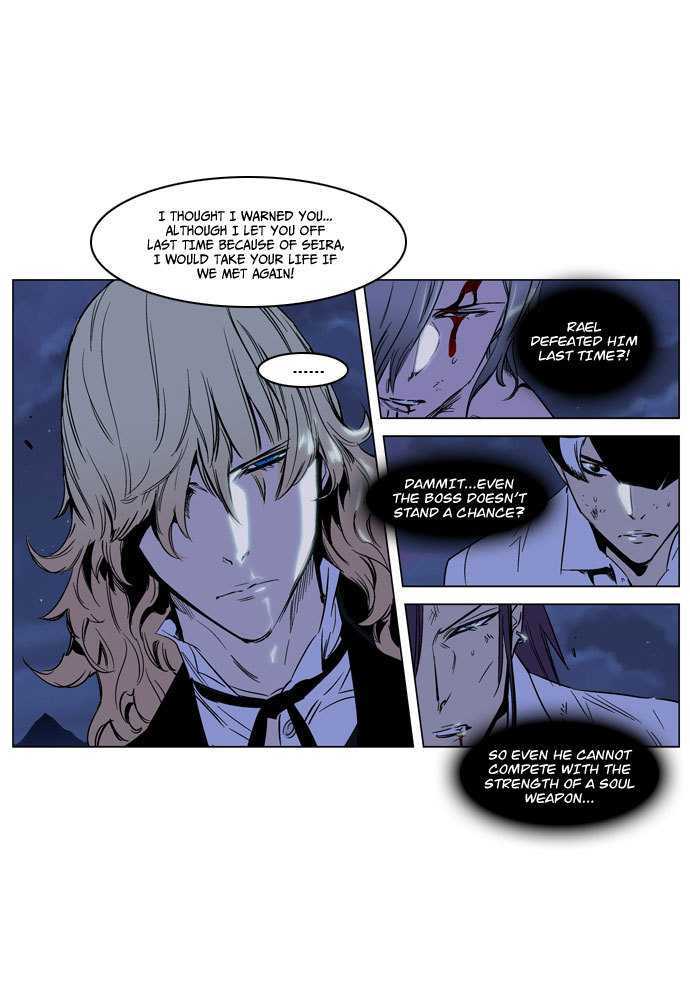 I THOUGHT I WARNED YOU...
ALTHOUGH I LET YOU OFF
LAST TIME BECAUSE OF SEIRA,
I WOULD TAKE YOUR LIFE IF
WE MET AGAIN!
......
RAEL
DEFEATED HIM
LAST TIME?!
DAMMIT...EVEN
THE BOSS DOESN'T
STAND A CHANCE?
SO EVEN HE CANNOT
COMPETE WITH THE
STRENGTH OF A SOUL
WEAPON...